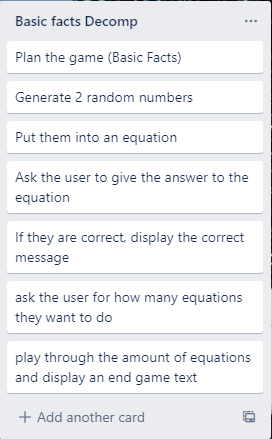 Basic facts Decomp
Plan the game (Basic Facts)
Generate 2 random numbers
Put them into an equation
Ask the user to give the answer to the
equation
If they are correct, display the correct
message
ask the user for how many equations
they want to do
play through the amount of equations
and display an end game text
+ Add another card